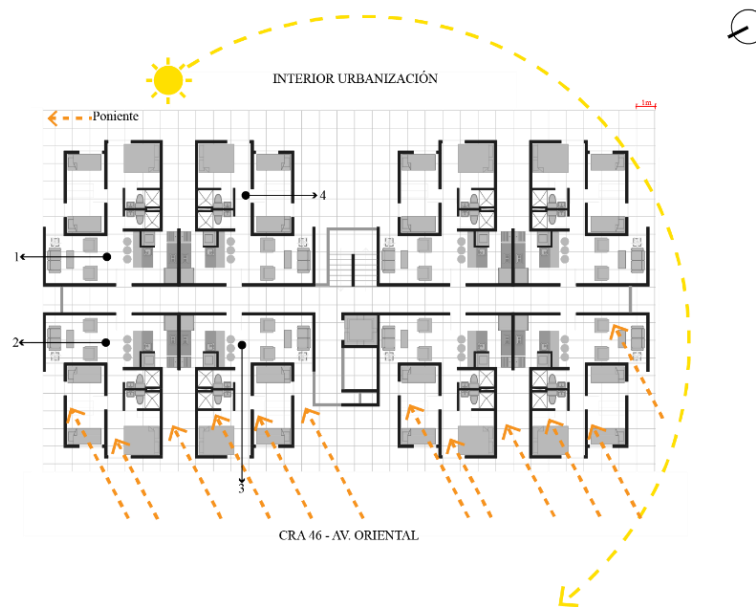 INTERIOR URBANIZACIÓN
1m
Poniente
4
1
2
3
CRA 46 - AV. ORIENTAL